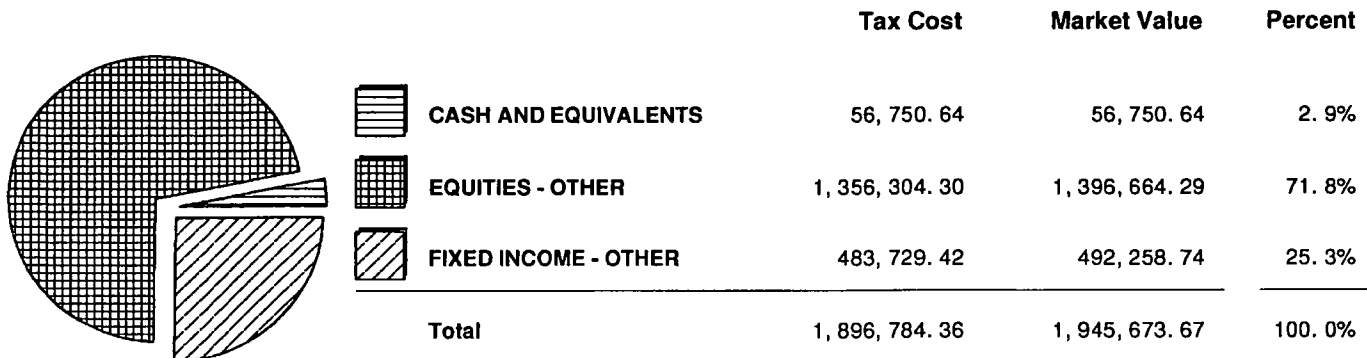 Tax Cost Market Value Percent
CASH AND EQUIVALENTS 56, 750. 64 56, 750. 64 2. 9%
EQUITIES - OTHER 1, 356, 304. 30 1, 396, 664. 29 71. 8%
FIXED INCOME - OTHER 483, 729. 42 492, 258. 74 25. 3%
Total 1, 896, 784. 36 1, 945, 673. 67 100. 0%